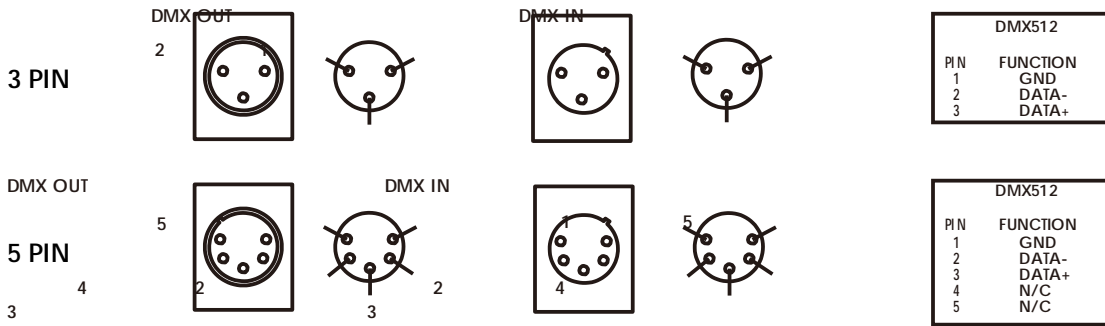 DMX OUT
DMX IN
2
1
3 PIN
DMX512
PIN FUNCTION
1 GND
2 DATA-
3 DATA+
DMX OUT
DMX IN
5
1
5
5 PIN
4
2
2
4
3
3
DMX512
PIN FUNCTION
1 GND
2 DATA-
3 DATA+
4 N/C
5 N/C